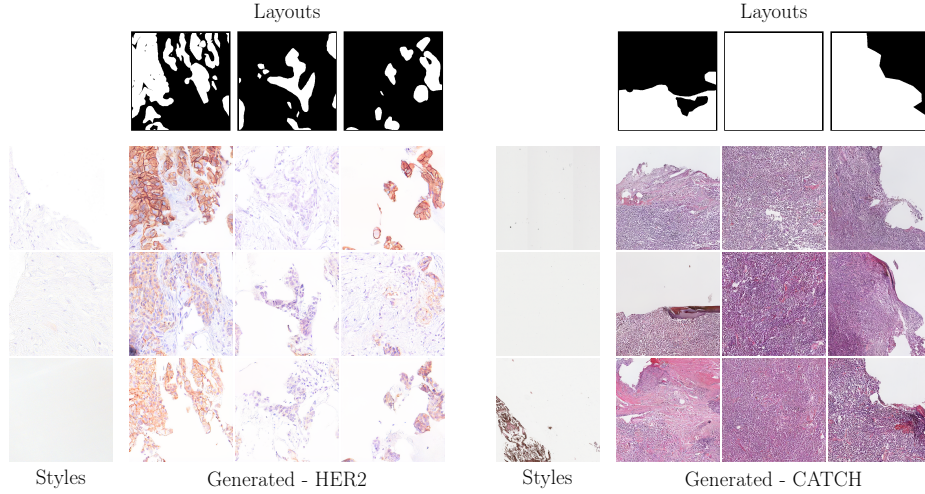 Layouts
Layouts
Styles
Generated - HER2
Styles
Generated - CATCH